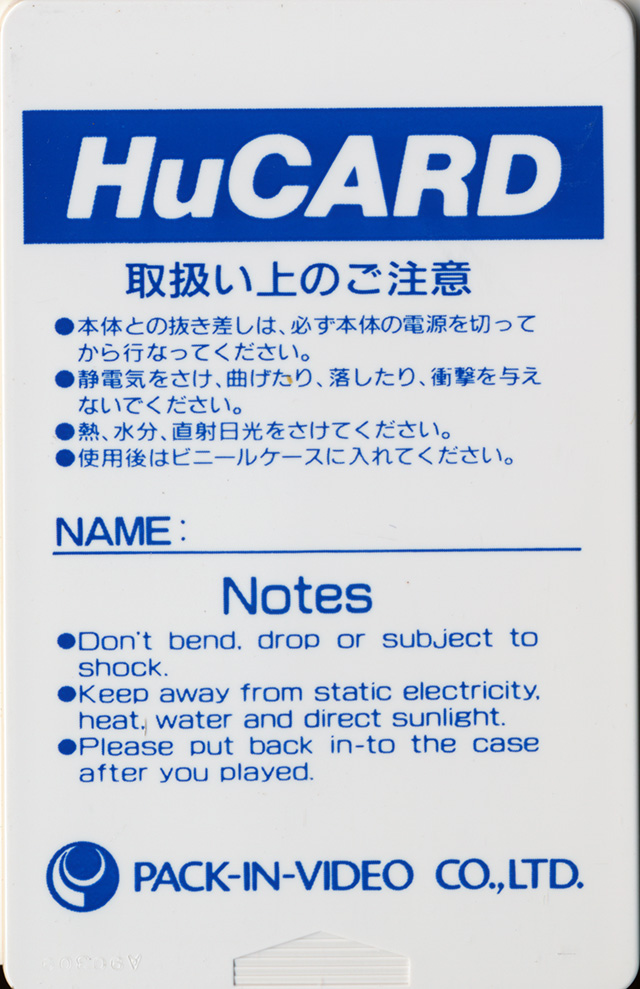 HuCARD
取扱い上のご注意
●本体との抜き差しは、必ず本体の電源を切って
から行なってください。
●静電気をさけ、曲げたり、落したり、衝撃を与え
ないでください。
●熱、水分、直射日光をさけてください。
●使用後はビニールケースに入れてください。
NAME:
Notes
●Don't bend, drop or subject to
shock.
●Keep away from static electricity,
heat, water and direct sunlight.
●Please put back in-to the case
after you played.
PACK-IN-VIDEO CO.,LTD.